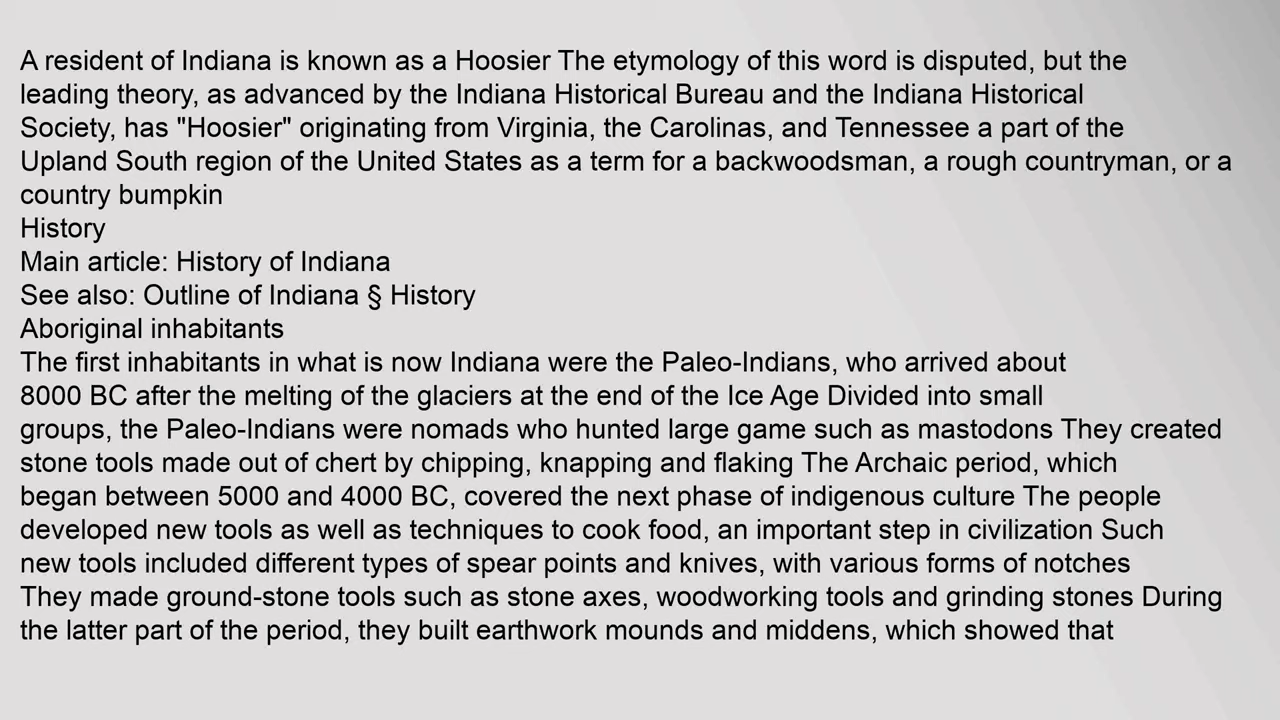 A resident of Indiana is known as a Hoosier The etymology of this word is disputed, but the
leading theory, as advanced by the Indiana Historical Bureau and the Indiana Historical
Society, has "Hoosier" originating from Virginia, the Carolinas, and Tennessee a part of the
Upland South region of the United States as a term for a backwoodsman, a rough countryman, or a
country bumpkin
History
Main article: History of Indiana
See also: Outline of Indiana § History
Aboriginal inhabitants
The first inhabitants in what is now Indiana were the Paleo-Indians, who arrived about
8000 BC after the melting of the glaciers at the end of the Ice Age Divided into small
groups, the Paleo-Indians were nomads who hunted large game such as mastodons They created
stone tools made out of chert by chipping, knapping and flaking The Archaic period, which
began between 5000 and 4000 BC, covered the next phase of indigenous culture The people
developed new tools as well as techniques to cook food, an important step in civilization Such
new tools included different types of spear points and knives, with various forms of notches
They made ground-stone tools such as stone axes, woodworking tools and grinding stones During
the latter part of the period, they built earthwork mounds and middens, which showed that